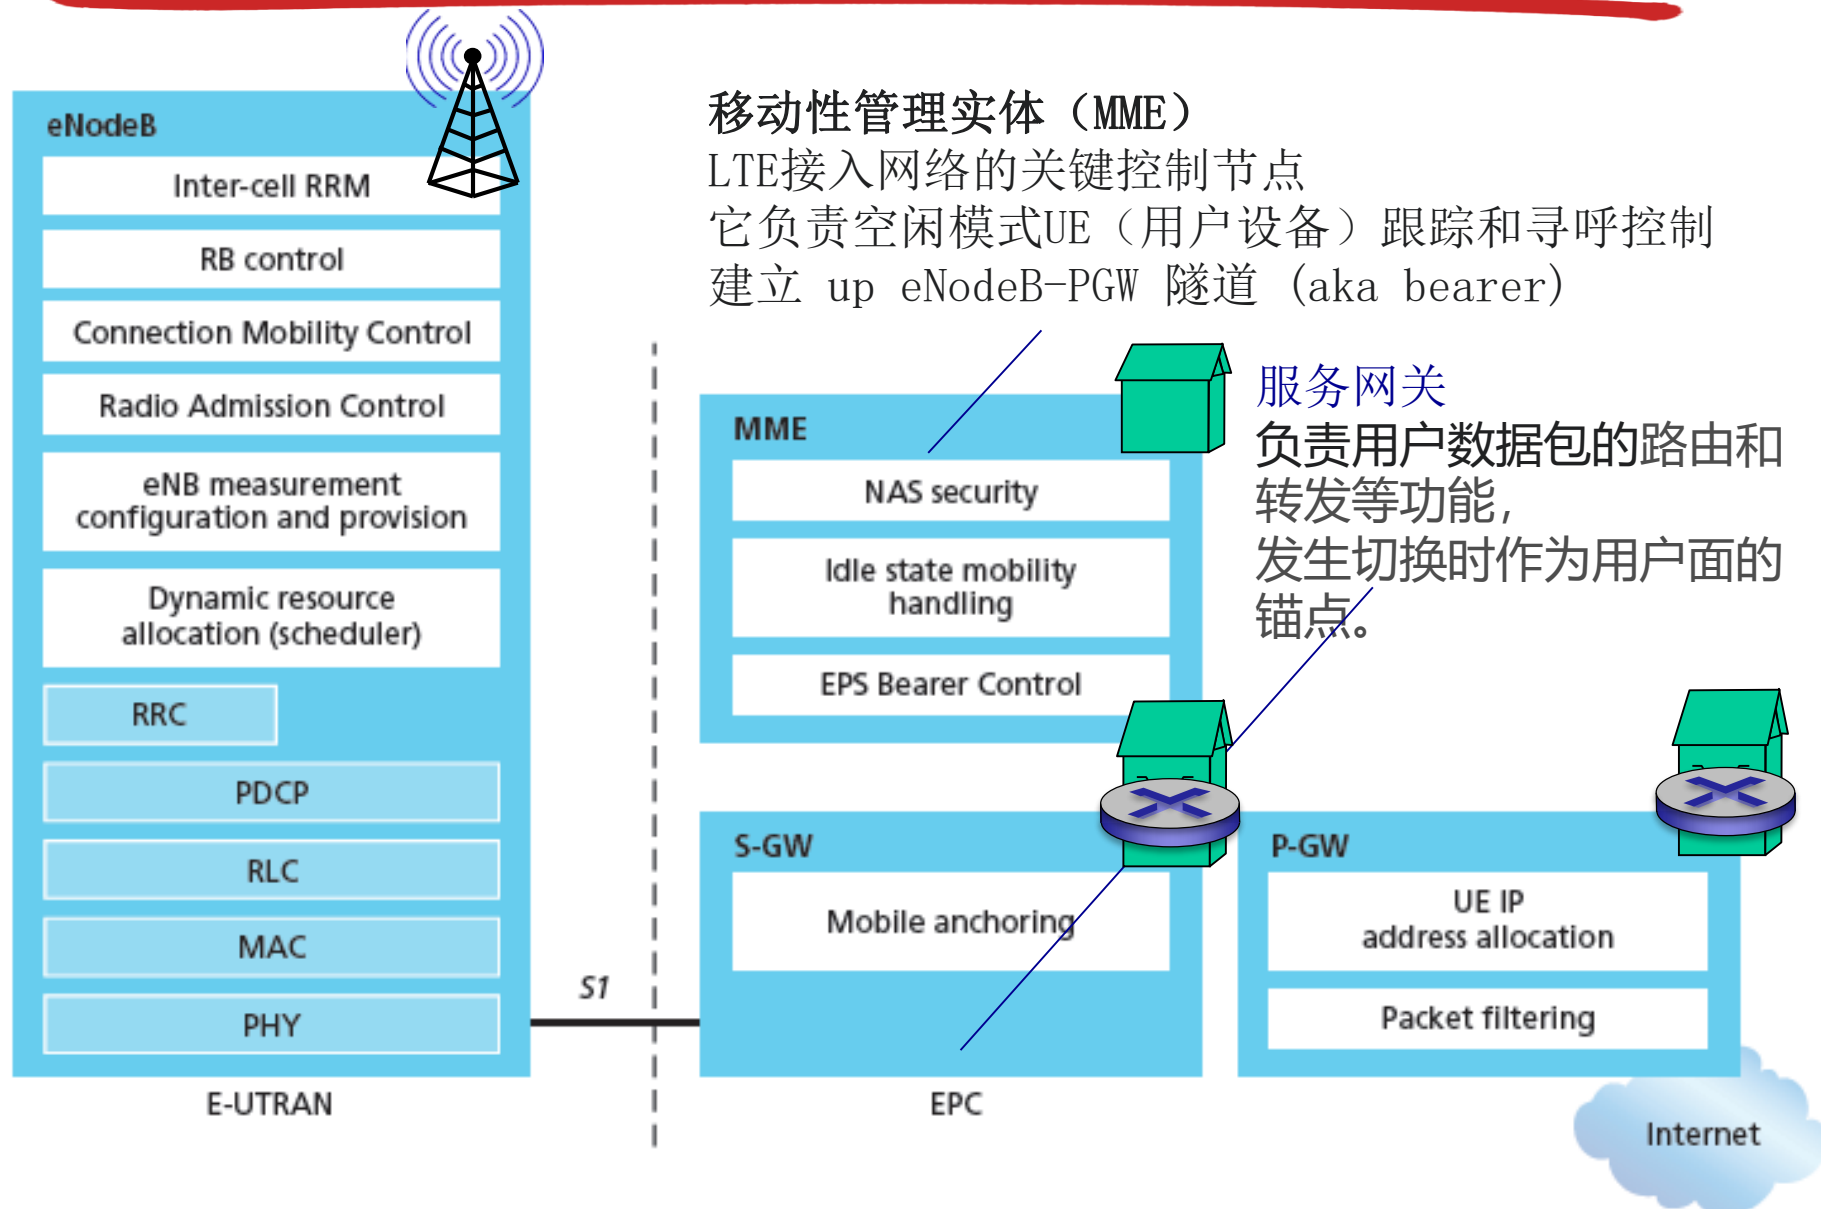 移动性管理实体（MME）
LTE接入网络的关键控制节点
它负责空闲模式UE（用户设备）跟踪和寻呼控制
建立 up eNodeB-PGW 隧道 (aka bearer)
eNodeB
Inter-cell RRM
RB control
Connection Mobility Control
Radio Admission Control
eNB measurement
configuration and provision
Dynamic resource
allocation (scheduler)
RRC
PDCP
RLC
MAC
PHY
E-UTRAN
S1
MME
NAS security
Idle state mobility
handling
EPS Bearer Control
服务网关
负责用户数据包的路由和
转发等功能，
发生切换时作为用户面的
锚点。
S-GW
Mobile anchoring
P-GW
UE IP
address allocation
Packet filtering
EPC
Internet